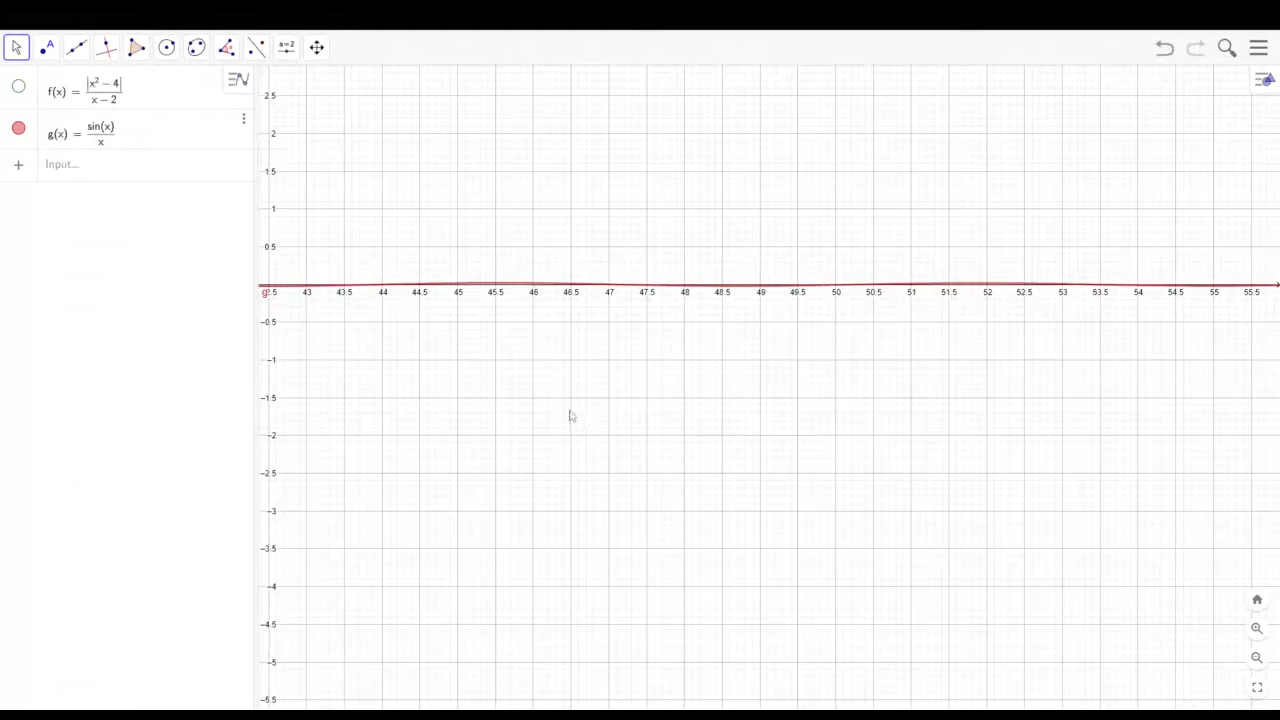 A
a=2
f(x) = |x² − 4| / x − 2
g(x) = sin(x) / x
+ Input...
2.5
2
1.5
1
0.5
g
2.5 43 43.5 44 44.5 45 45.5 46 46.5 47 47.5 48 48.5 49 49.5 50 50.5 51 51.5 52 52.5 53 53.5 54 54.5 55 55.5
−0.5
−1
−1.5
−2
−2.5
−3
−3.5
−4
−4.5
−5
−5.5